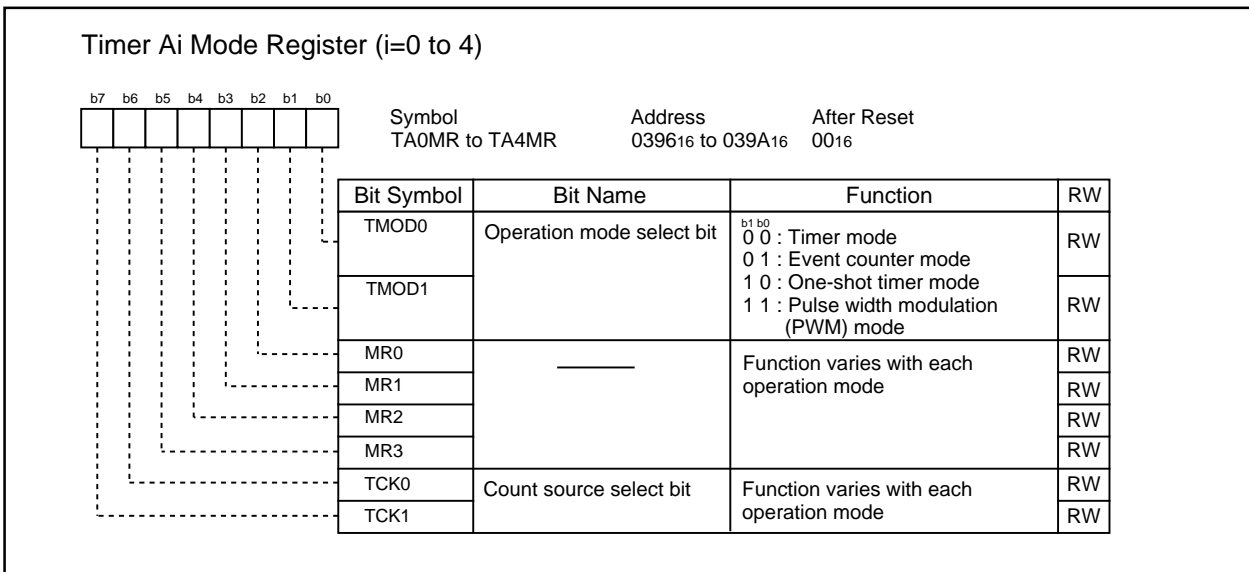 Timer Ai Mode Register (i=0 to 4)
b7 b6 b5 b4 b3 b2 b1 b0
Symbol Address After Reset
TA0MR to TA4MR 039616 to 039A16 0016
Bit Symbol Bit Name Function RW
TMOD0 Operation mode select bit b1 b0
0 0 : Timer mode RW
0 1 : Event counter mode
TMOD1 1 0 : One-shot timer mode
1 1 : Pulse width modulation RW
(PWM) mode
MR0 Function varies with each RW
MR1 operation mode RW
MR2 RW
MR3 RW
TCK0 Count source select bit Function varies with each RW
TCK1 operation mode RW